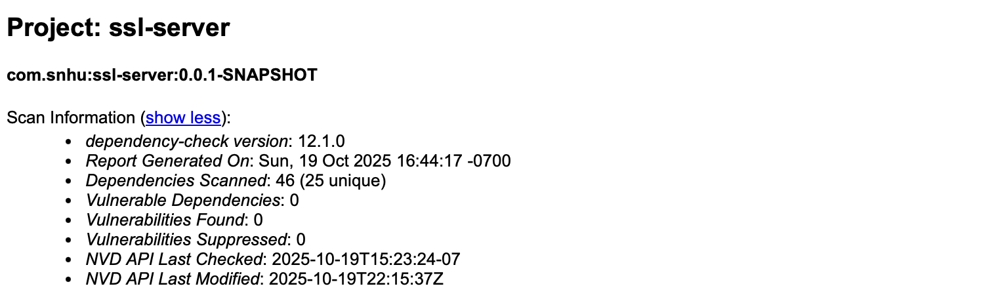 Project: ssl-server
com.snhu:ssl-server:0.0.1-SNAPSHOT
Scan Information (show less):
• dependency-check version: 12.1.0
• Report Generated On: Sun, 19 Oct 2025 16:44:17 -0700
• Dependencies Scanned: 46 (25 unique)
• Vulnerable Dependencies: 0
• Vulnerabilities Found: 0
• Vulnerabilities Suppressed: 0
• NVD API Last Checked: 2025-10-19T15:23:24-07
• NVD API Last Modified: 2025-10-19T22:15:37Z